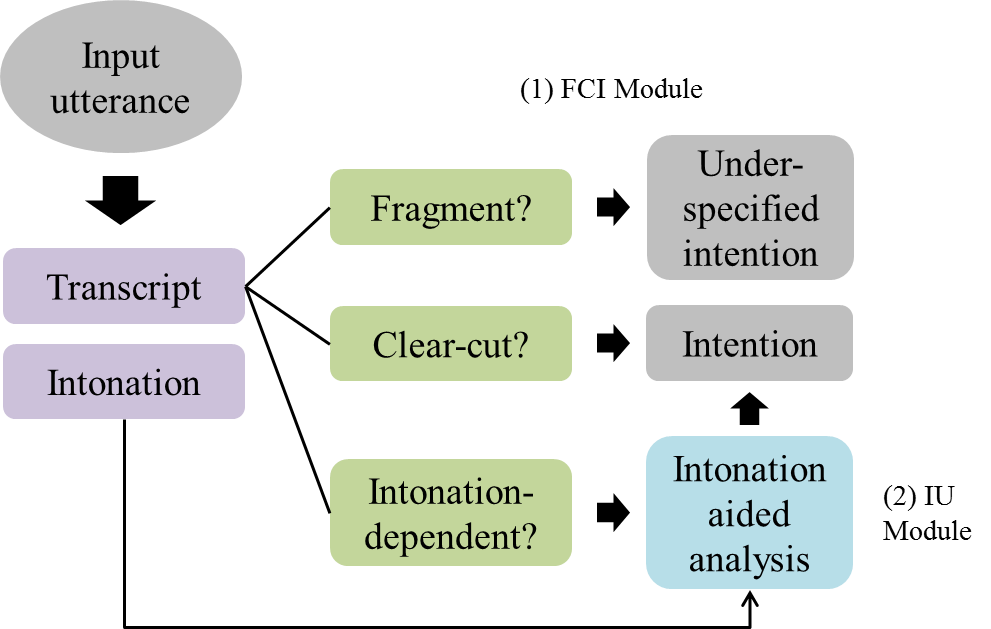 Input
utterance
(1) FCI Module
Transcript
Intonation
Fragment?
Clear-cut?
Intonation-
dependent?
Under-
specified
intention
Intention
Intonation
aided
analysis
(2) IU
Module